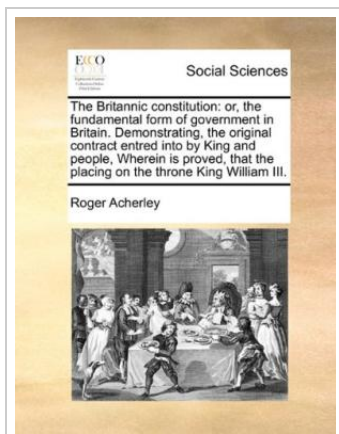 ECCO
Social Sciences
The Britannic constitution: or, the
fundamental form of government in
Britain. Demonstrating, the original
contract entred into by King and
people, Wherein is proved, that the
placing on the throne King William III.
Roger Acherley